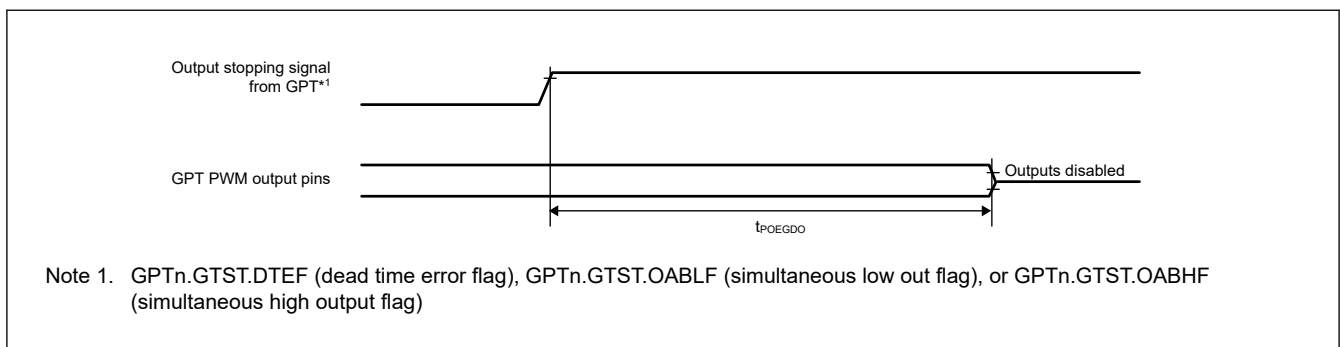 Output stopping signal
from GPT*1
GPT PWM output pins
Outputs disabled
tPOEGDO
Note 1. GPTn.GTST.DTEF (dead time error flag), GPTn.GTST.OABLF (simultaneous low out flag), or GPTn.GTST.OABHF
(simultaneous high output flag)